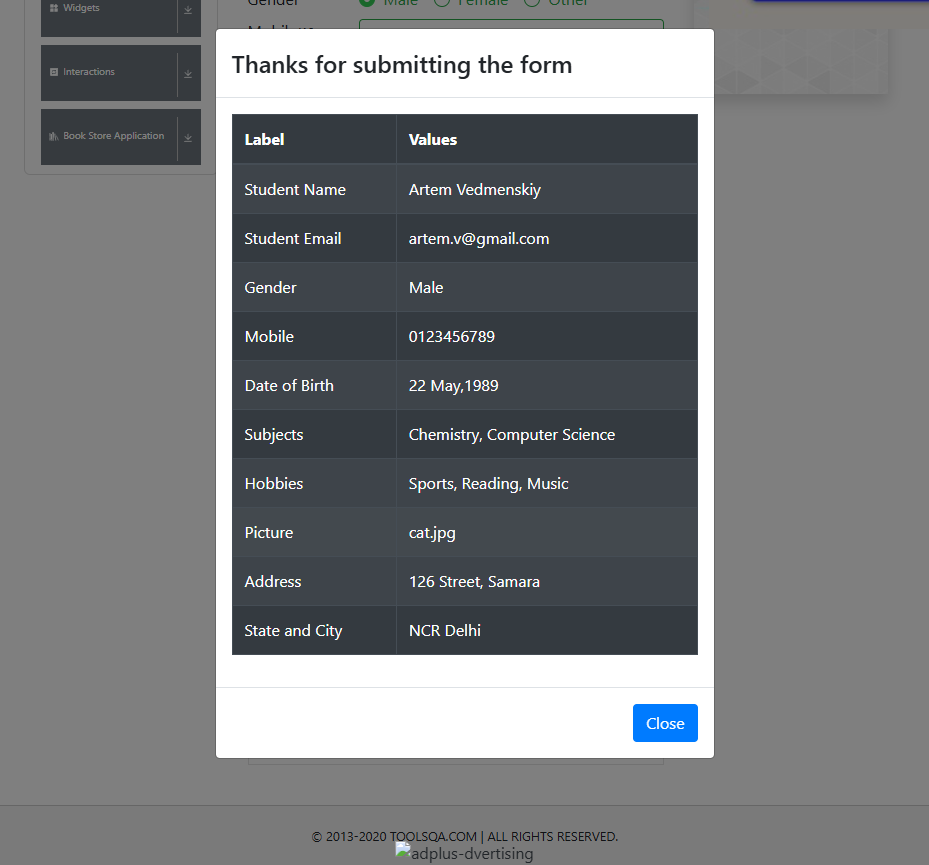 Widgets
Gender Male Female Other
Thanks for submitting the form
Interactions
Book Store Application
Label Values
Student Name Artem Vedmenskiy
Student Email artem.v@gmail.com
Gender Male
Mobile 0123456789
Date of Birth 22 May,1989
Subjects Chemistry, Computer Science
Hobbies Sports, Reading, Music
Picture cat.jpg
Address 126 Street, Samara
State and City NCR Delhi
Close
© 2013-2020 TOOLSQA.COM | ALL RIGHTS RESERVED.
adplus-dvertising